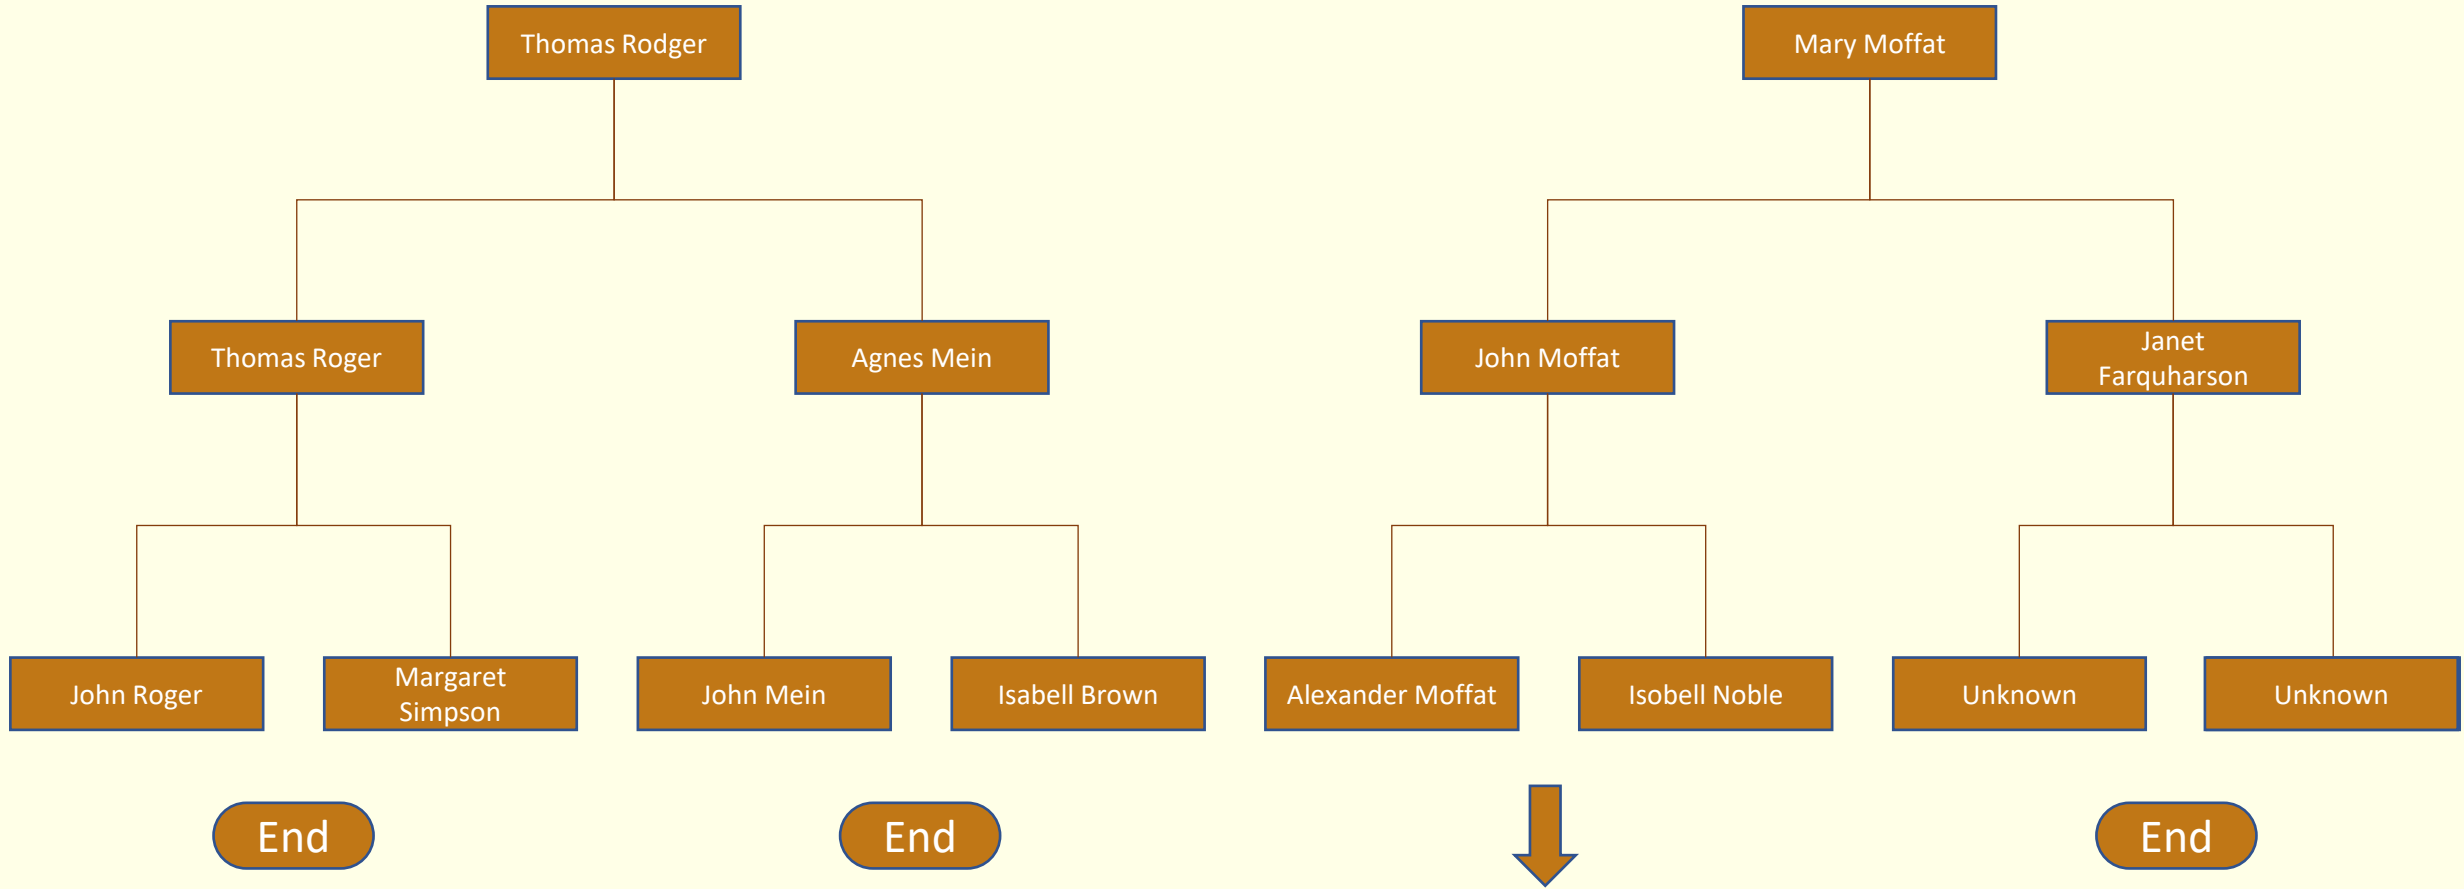 Thomas Rodger
Mary Moffat
Thomas Roger
Agnes Mein
John Moffat
Janet
Farquharson
John Roger
Margaret
Simpson
John Mein
Isabell Brown
Alexander Moffat
Isobell Noble
Unknown
Unknown
End
End
End